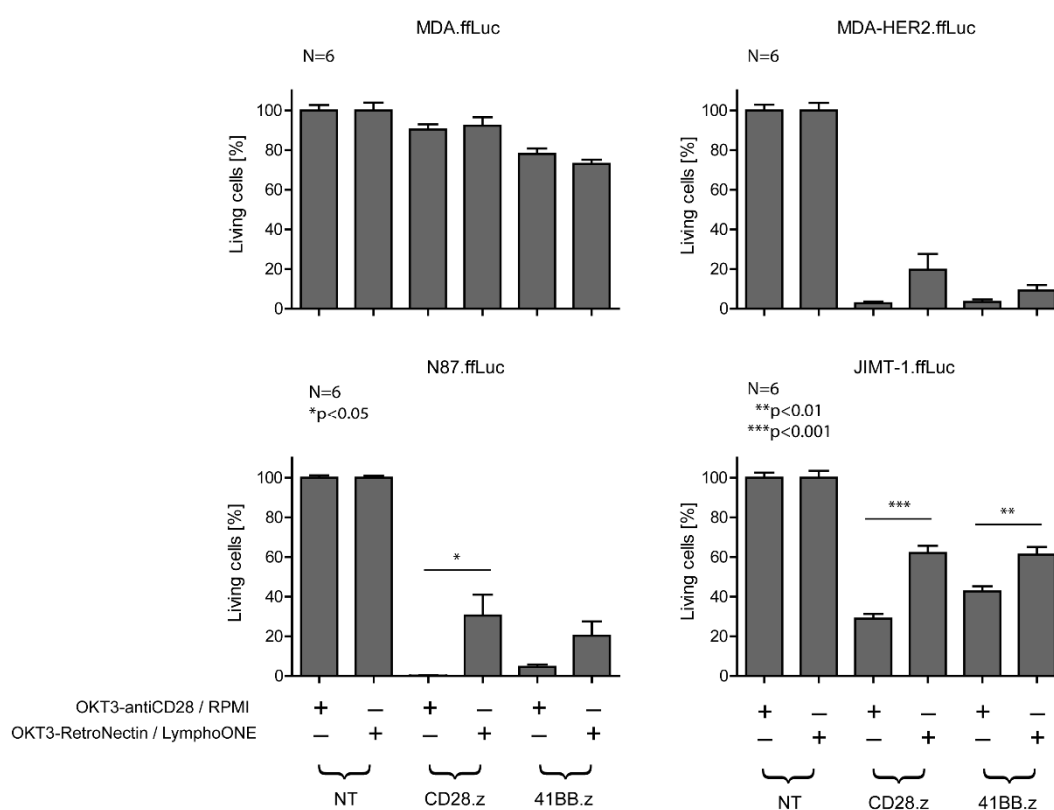 MDA.ffLuc
N=6
Living cells [%]
100
80
60
40
20
0
MDA-HER2.ffLuc
N=6
Living cells [%]
100
80
60
40
20
0
N87.ffLuc
N=6
*p<0.05
Living cells [%]
100
80
60
40
20
0
*
JIMT-1.ffLuc
N=6
**p<0.01
***p<0.001
Living cells [%]
100
80
60
40
20
0
***
**
OKT3-antiCD28 / RPMI + – + – + – + – + – + –
OKT3-RetroNectin / LymphoONE – + – + – + – + – + – +
NT CD28.z 41BB.z NT CD28.z 41BB.z